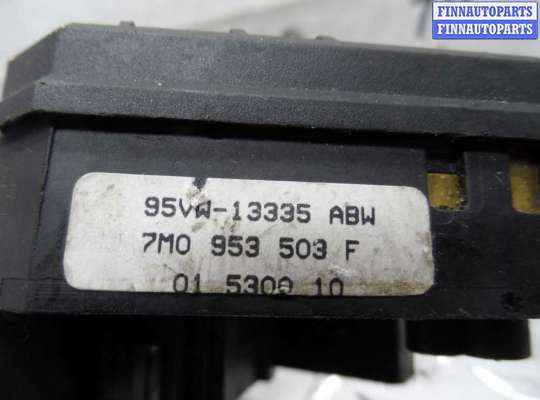 FINNAUTOPARTS
FINNAUTOPARTS
95VW-13335 ABW
7M0 953 503 F
01 5300 10